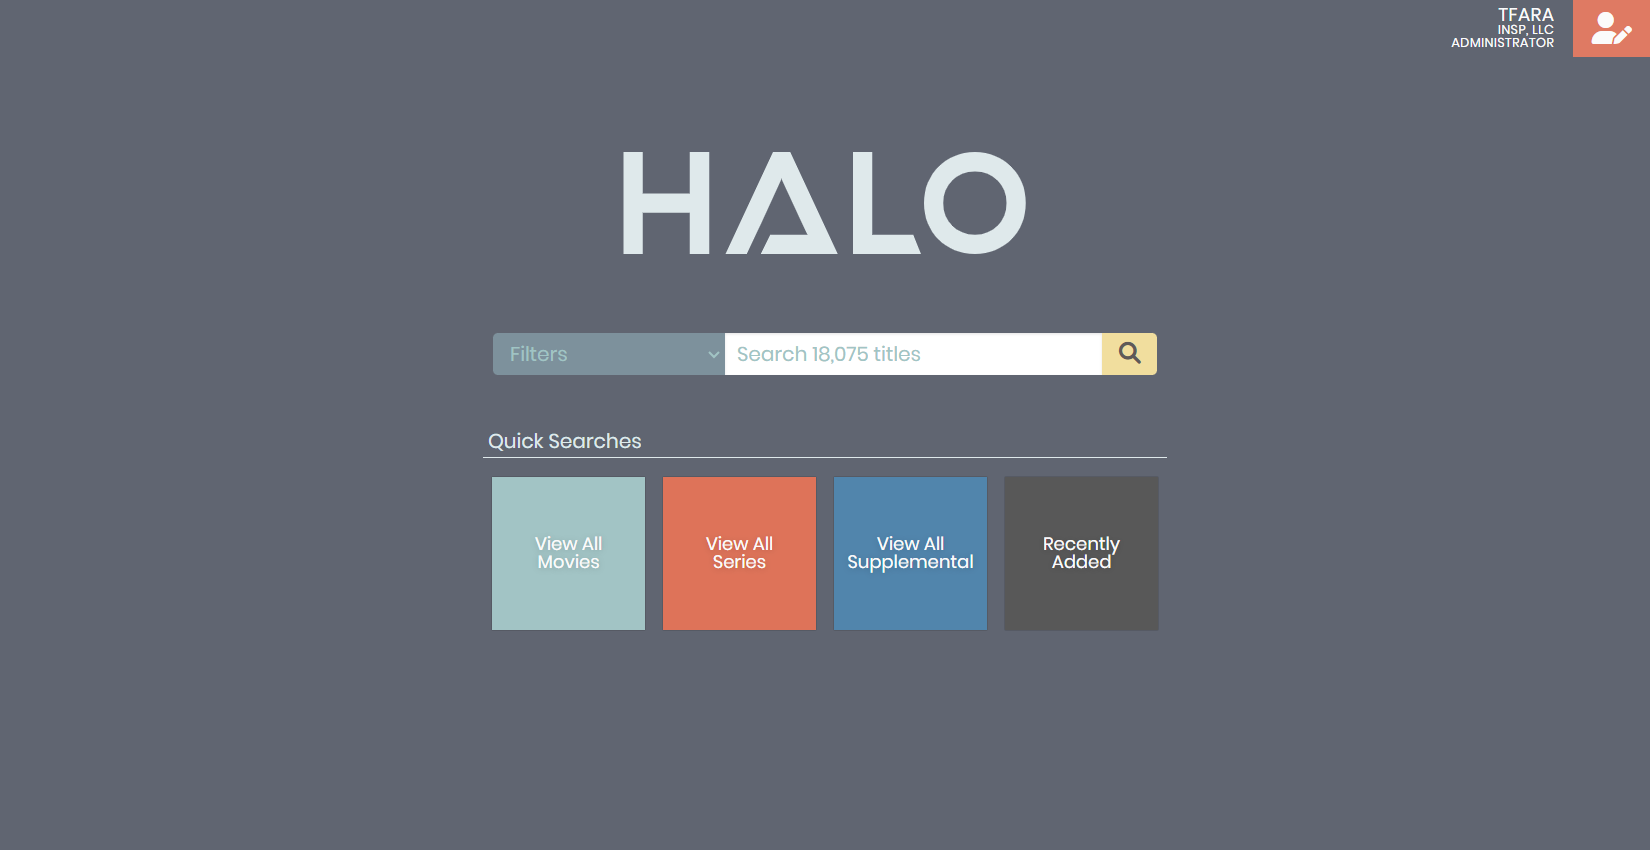 TFARA
INSP, LLC
ADMINISTRATOR
HALO
Filters
Search 18,075 titles
Quick Searches
View All
Movies
View All
Series
View All
Supplemental
Recently
Added